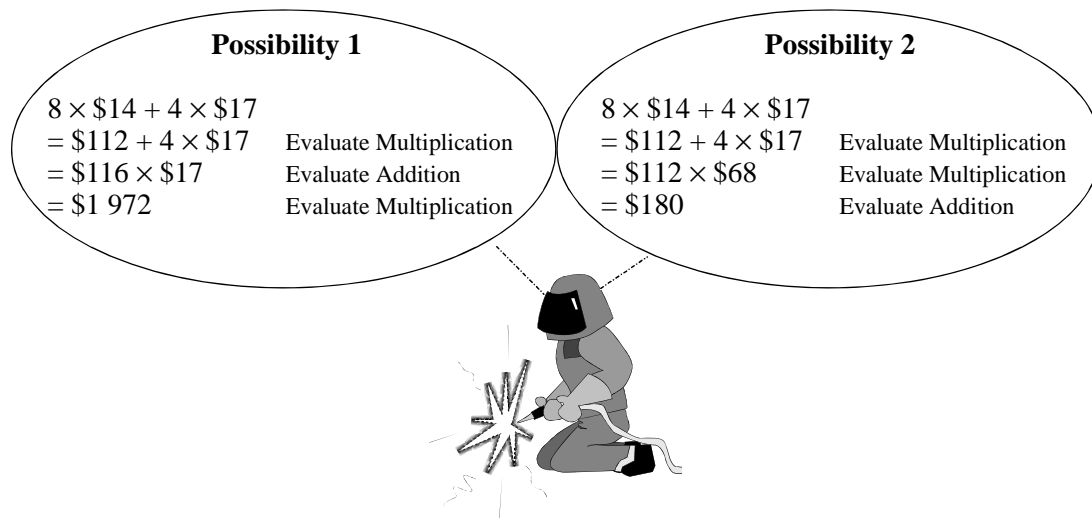 Possibility 1
8 × $14 + 4 × $17
= $112 + 4 × $17 Evaluate Multiplication
= $116 × $17 Evaluate Addition
= $1 972 Evaluate Multiplication
Possibility 2
8 × $14 + 4 × $17
= $112 + 4 × $17 Evaluate Multiplication
= $112 × $68 Evaluate Multiplication
= $180 Evaluate Addition